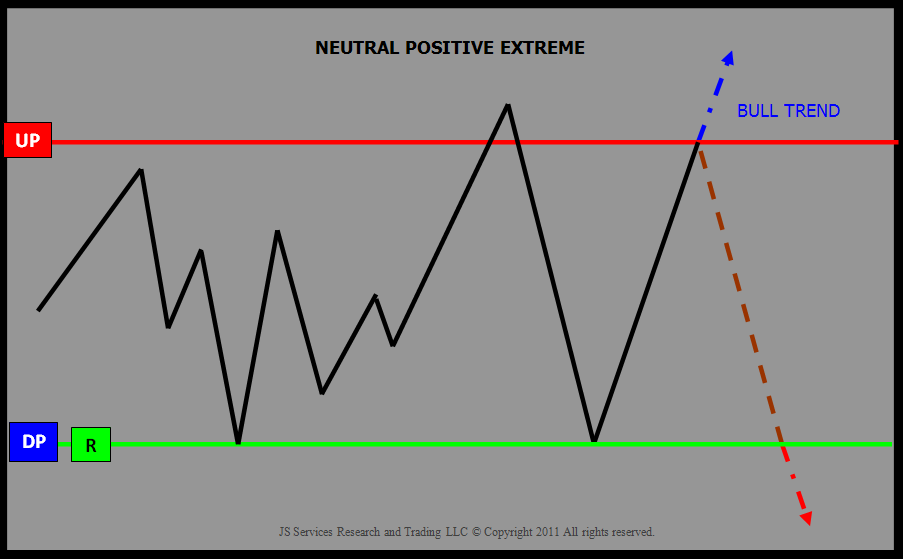 NEUTRAL POSITIVE EXTREME
BULL TREND
UP
DP
R
JS Services Research and Trading LLC © Copyright 2011 All rights reserved.